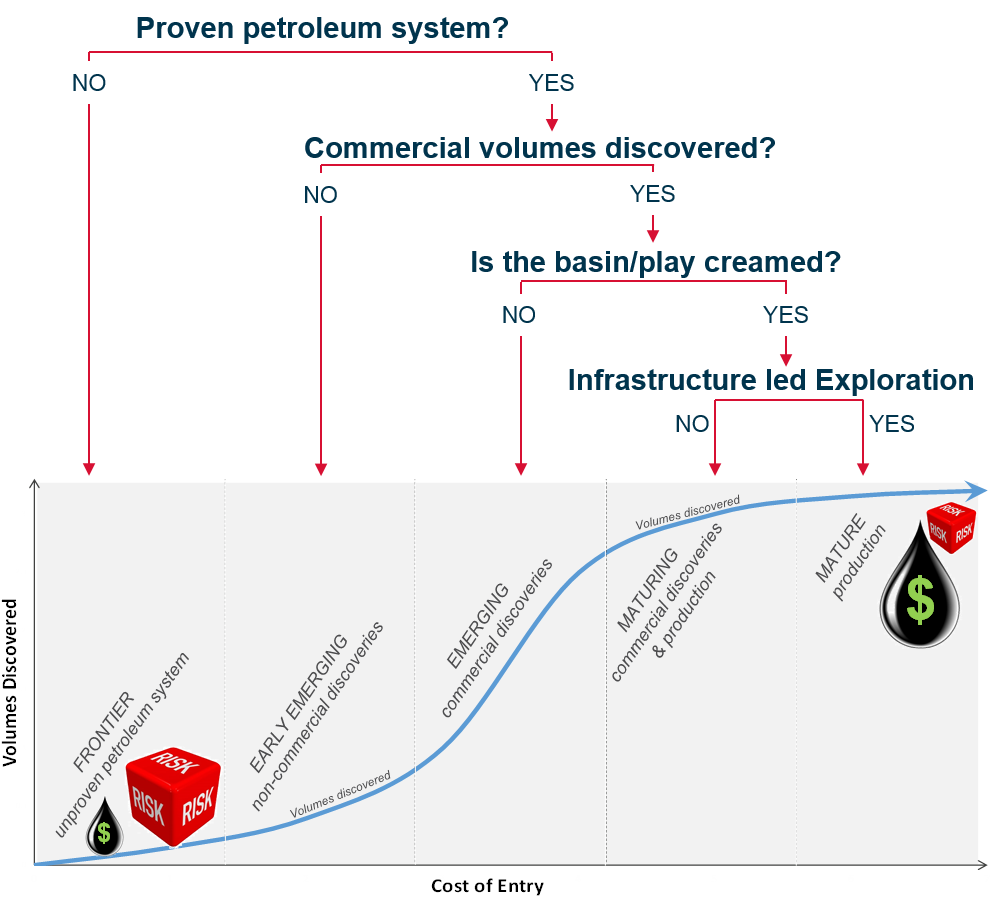 Proven petroleum system?
NO
YES
Commercial volumes discovered?
NO
YES
Is the basin/play creamed?
NO
YES
Infrastructure led Exploration
NO
YES
Volumes Discovered
FRONTIER
unproven petroleum system
$
RISK
RISK
RISK
EARLY EMERGING
non-commercial discoveries
Volumes discovered
EMERGING
commercial discoveries
Volumes discovered
MATURING
commercial discoveries
& production
MATURE
production
$
RISK
RISK
RISK
Cost of Entry